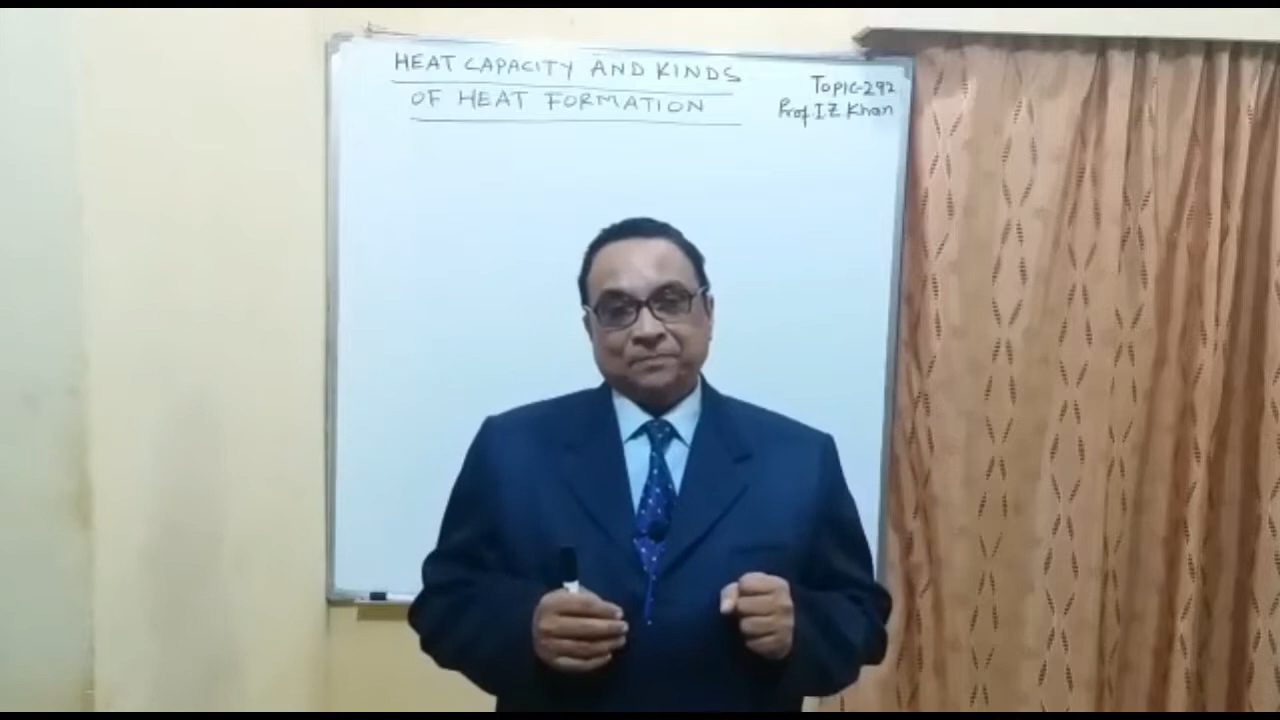 HEAT CAPACITY AND KINDS
OF HEAT FORMATION
TOPIC-292
Prof. I Z Khan